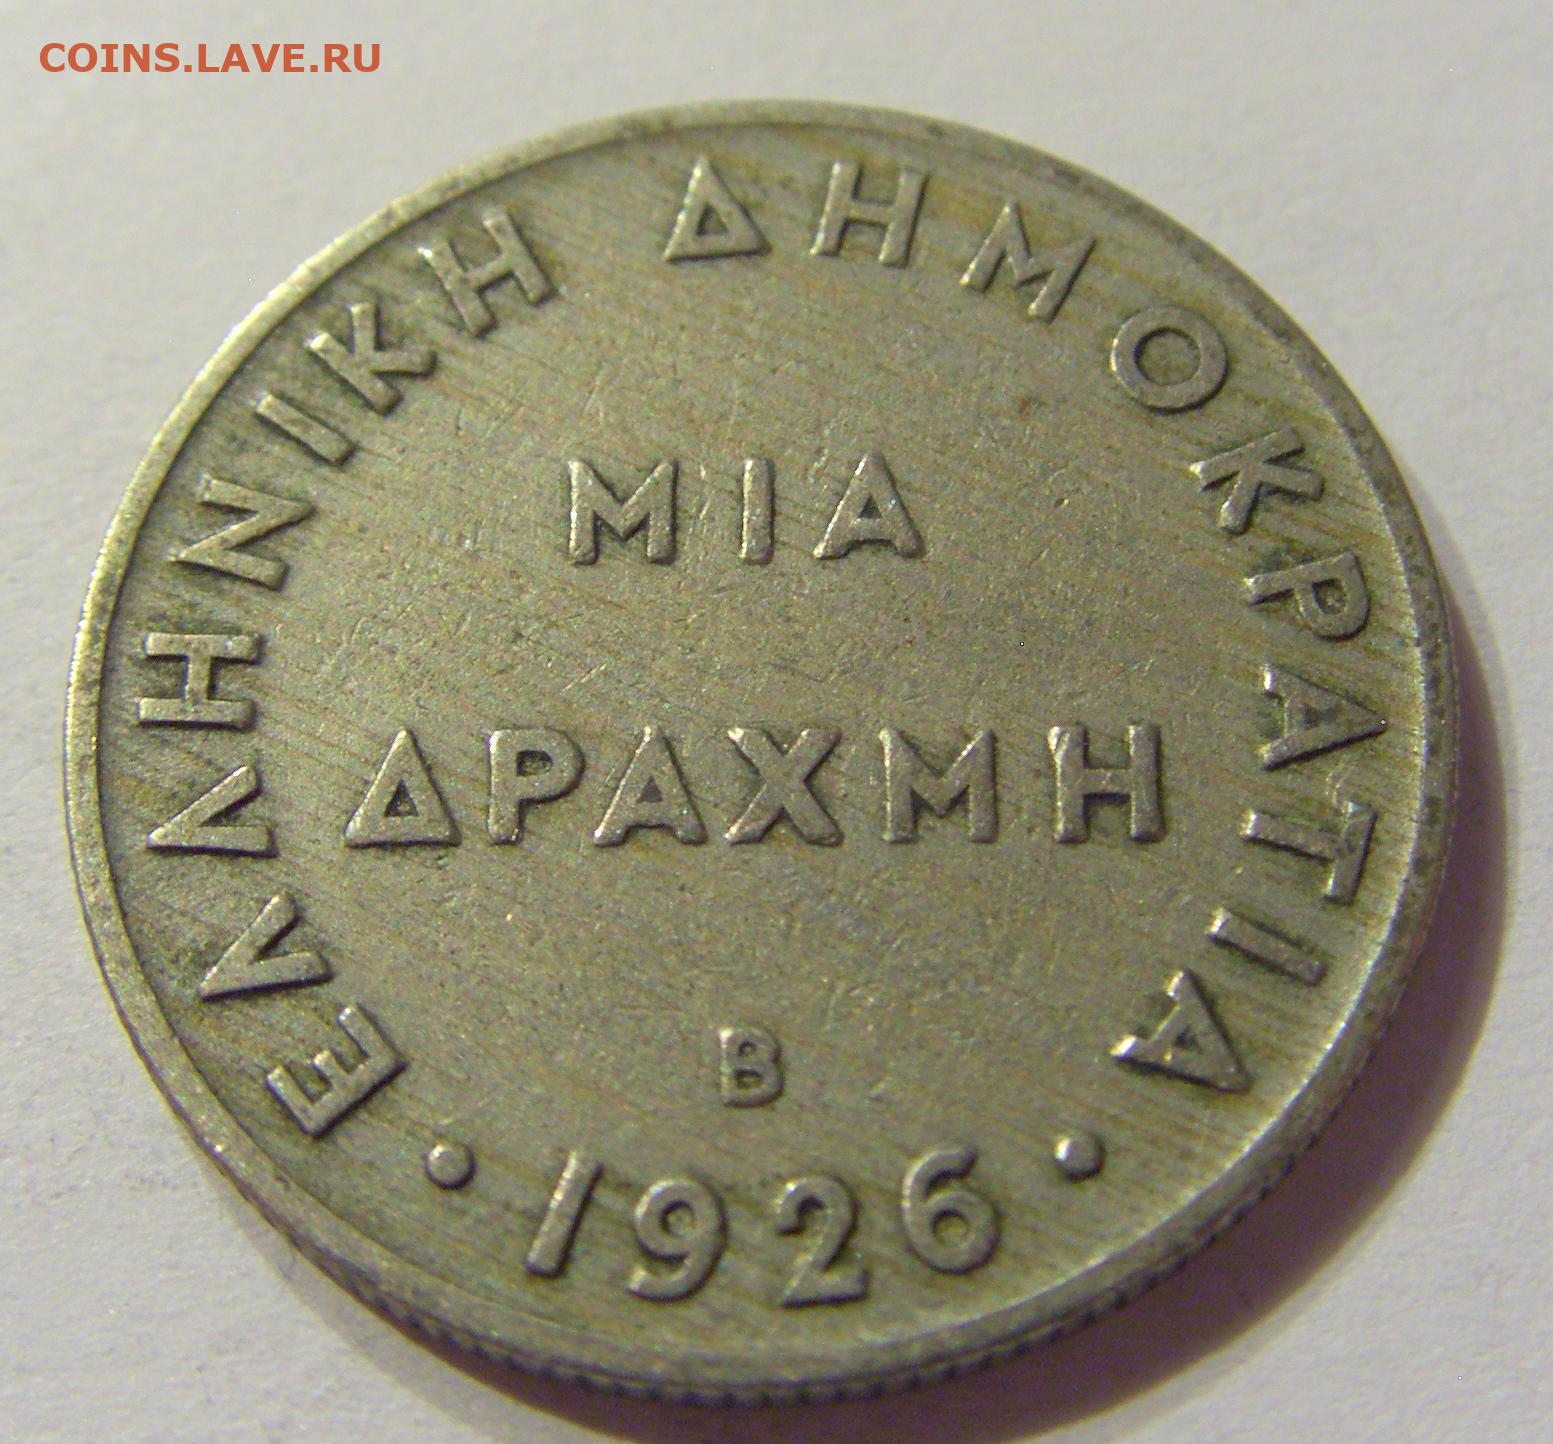 COINS.LAVE.RU
ΕΛΛΗΝΙΚΗ ΔΗΜΟΚΡΑΤΙΑ
ΜΙΑ
ΔΡΑΧΜΗ
B
·1926·